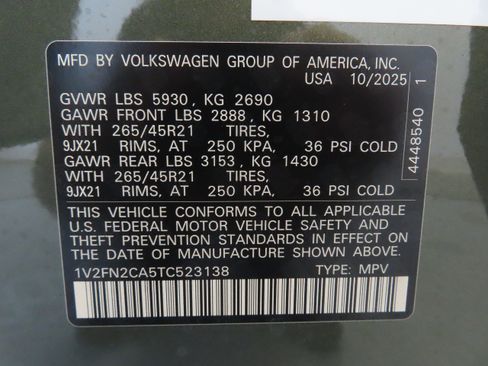 MFD BY VOLKSWAGEN GROUP OF AMERICA, INC.
USA 10/2025
GVWR LBS 5930 , KG 2690
GAWR FRONT LBS 2888 , KG 1310
WITH 265/45R21 TIRES,
9JX21 RIMS, AT 250 KPA, 36 PSI COLD
GAWR REAR LBS 3153 , KG 1430
WITH 265/45R21 TIRES,
9JX21 RIMS, AT 250 KPA, 36 PSI COLD
THIS VEHICLE CONFORMS TO ALL APPLICABLE
U.S. FEDERAL MOTOR VEHICLE SAFETY AND
THEFT PREVENTION STANDARDS IN EFFECT ON
THE DATE OF MANUFACTURE SHOWN ABOVE.
1V2FN2CA5TC523138 TYPE: MPV
4448540 1